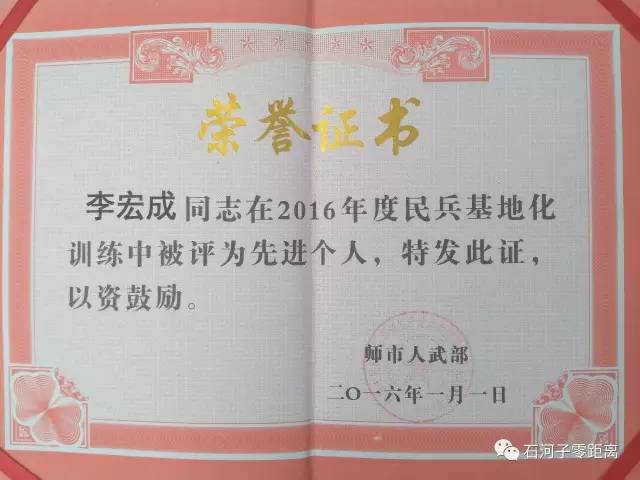 荣誉证书
李宏成同志在2016年度民兵基地化
训练中被评为先进个人，特发此证，
以资鼓励。
师市人武部
二〇一六年一月一日
石河子零距离